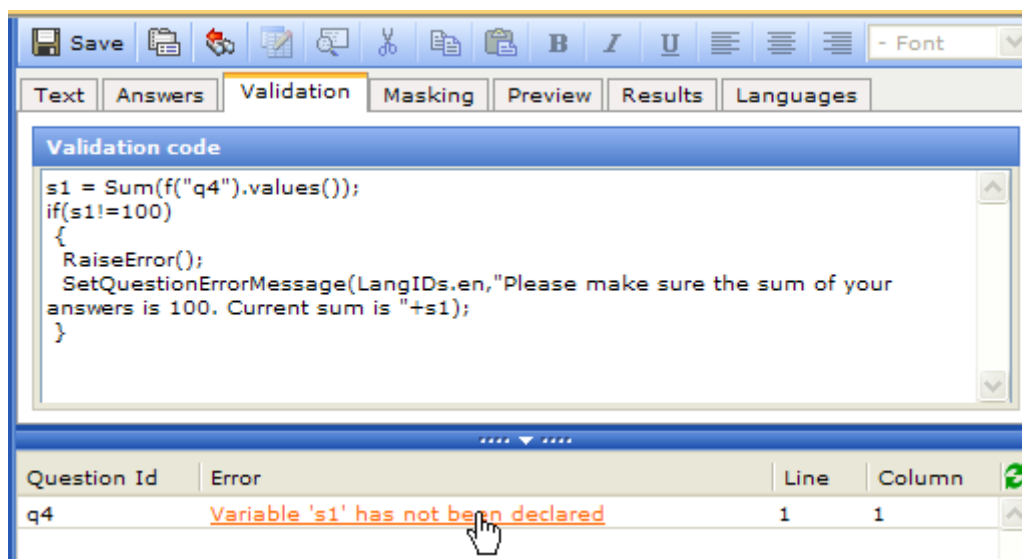 Save B I U - Font
Text Answers Validation Masking Preview Results Languages
Validation code
s1 = Sum(f("q4").values());
if(s1!=100)
{
RaiseError();
SetQuestionErrorMessage(LangIDs.en,"Please make sure the sum of your
answers is 100. Current sum is "+s1);
}
Question Id Error Line Column
q4 Variable 's1' has not been declared 1 1